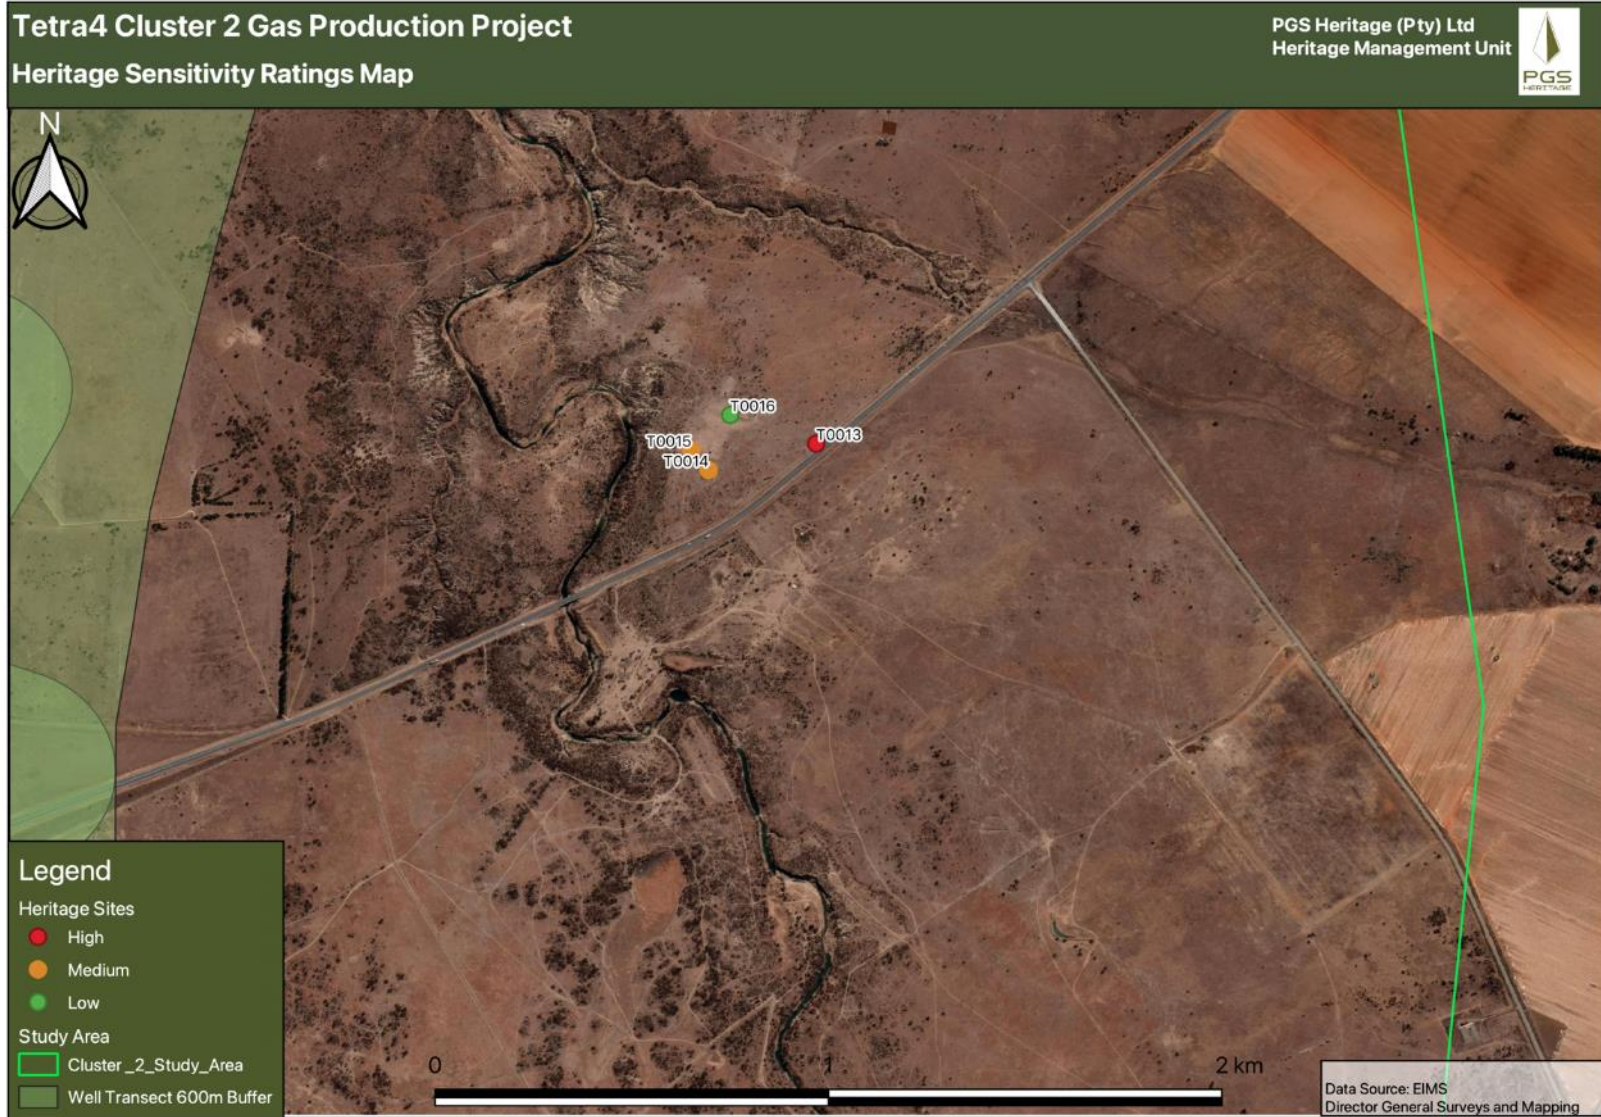 Tetra4 Cluster 2 Gas Production Project
Heritage Sensitivity Ratings Map
PGS Heritage (Pty) Ltd
Heritage Management Unit
PGS
HERITAGE
N
T0016
T0013
T0015
T0014
Legend
Heritage Sites
High
Medium
Low
Study Area
Cluster_2_Study_Area
Well Transect 600m Buffer
0 1 2 km
Data Source: EIMS
Director General Surveys and Mapping